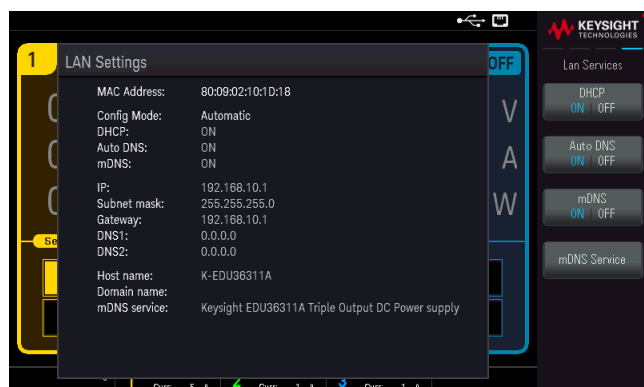 KEYSIGHT
TECHNOLOGIES
1
LAN Settings
OFF
Lan Services
MAC Address: 80:09:02:10:1D:18
Config Mode: Automatic
DHCP: ON
Auto DNS: ON
mDNS: ON
IP: 192.168.10.1
Subnet mask: 255.255.255.0
Gateway: 192.168.10.1
DNS1: 0.0.0.0
DNS2: 0.0.0.0
Host name: K-EDU36311A
Domain name:
mDNS service: Keysight EDU36311A Triple Output DC Power supply
V
A
W
DHCP
ON | OFF
Auto DNS
ON | OFF
mDNS
ON | OFF
mDNS Service
2
3